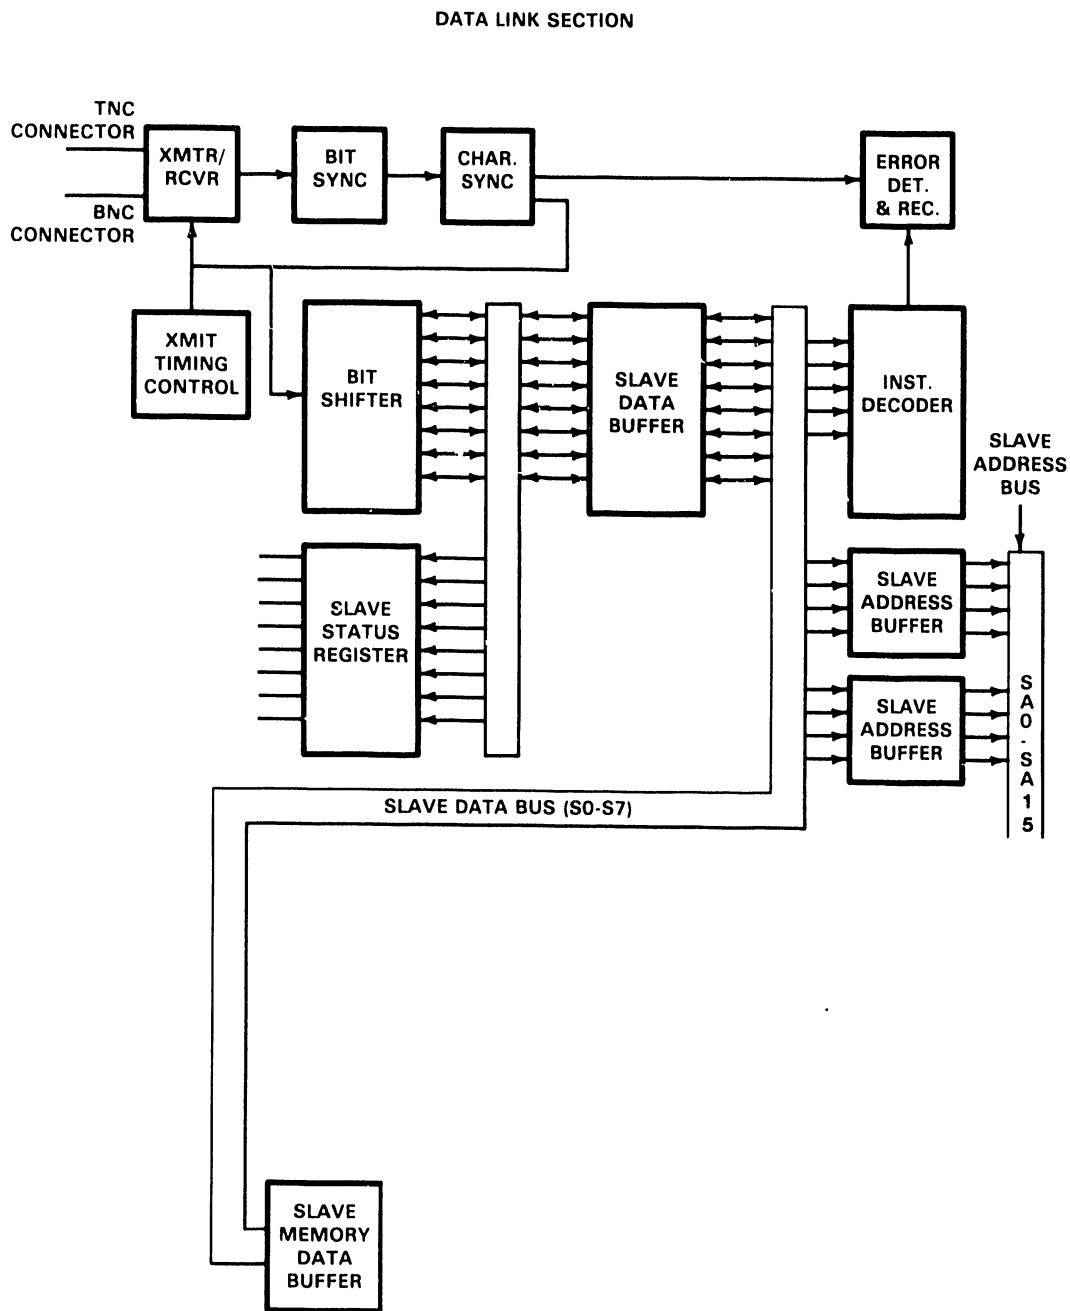 DATA LINK SECTION
TNC
CONNECTOR
XMTR/
RCVR
BNC
CONNECTOR
BIT
SYNC
CHAR.
SYNC
ERROR
DET.
& REC.
XMIT
TIMING
CONTROL
BIT
SHIFTER
SLAVE
DATA
BUFFER
INST.
DECODER
SLAVE
ADDRESS
BUS
SLAVE
STATUS
REGISTER
SLAVE
ADDRESS
BUFFER
SLAVE
ADDRESS
BUFFER
SA0-SA15
SLAVE DATA BUS (S0-S7)
SLAVE
MEMORY
DATA
BUFFER